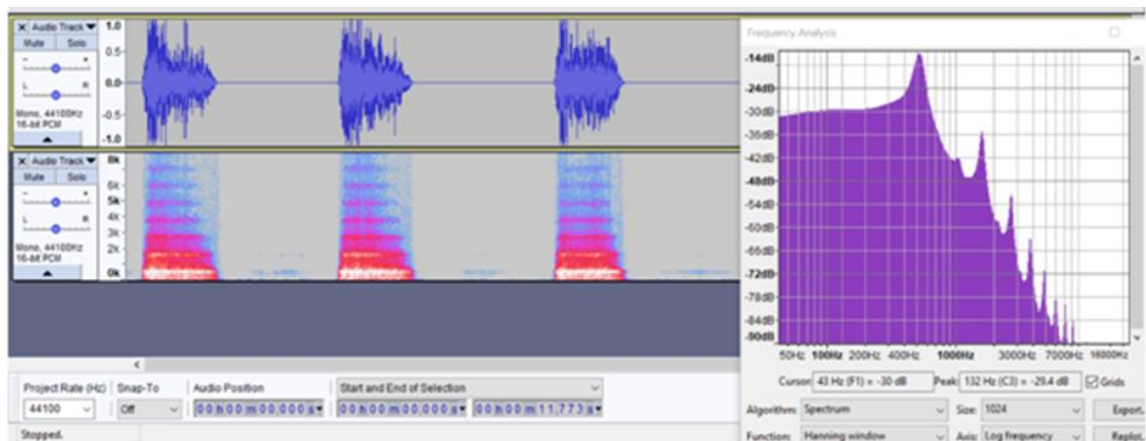 Audio Track
Mute Solo
- +
L R
Mono, 44100Hz
16-bit PCM
1.0
0.5-
0.0-
-0.5-
-1.0
Audio Track
Mute Solo
- +
L R
Mono, 44100Hz
16-bit PCM
8k
6k
5k
4k
3k
2k
0k
Frequency Analysis
-14dB
-24dB
-30dB
-36dB
-42dB
-48dB
-54dB
-60dB
-66dB
-72dB
-78dB
-84dB
-90dB
50Hz 100Hz 200Hz 400Hz 1000Hz 3000Hz 7000Hz 16000Hz
Cursor: 43 Hz (F1) = -30 dB Peak: 132 Hz (C3) = -29.4 dB Grids
Algorithm: Spectrum Size: 1024 Export.
Function: Hanning window Axis: Log frequency Replot
Project Rate (Hz) Snap-To Audio Position Start and End of Selection
44100 Off 00 h 00 m 00.000 s 00 h 00 m 00.000 s 00 h 00 m 11.773 s
Stopped.